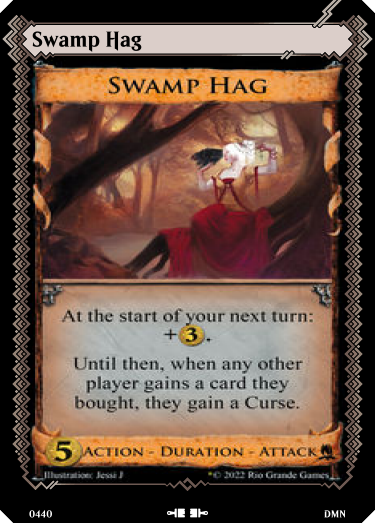 Swamp Hag
SWAMP HAG
At the start of your next turn:
+3.
Until then, when any other
player gains a card they
bought, they gain a Curse.
5 ACTION - DURATION - ATTACK
Illustration: Jessi J *© 2022 Rio Grande Games
0440 DMN